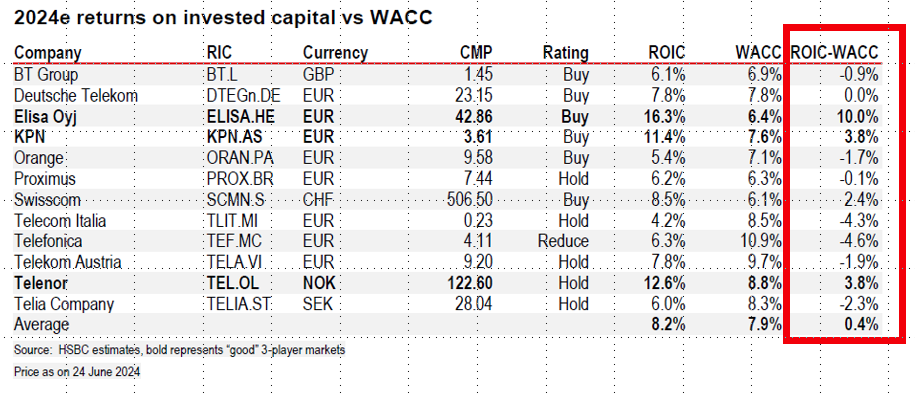 2024e returns on invested capital vs WACC
Company RIC Currency CMP Rating ROIC WACC ROIC-WACC
BT Group BT.L GBP 1.45 Buy 6.1% 6.9% -0.9%
Deutsche Telekom DTEGn.DE EUR 23.15 Buy 7.8% 7.8% 0.0%
Elisa Oyj ELISA.HE EUR 42.86 Buy 16.3% 6.4% 10.0%
KPN KPN.AS EUR 3.61 Buy 11.4% 7.6% 3.8%
Orange ORAN.PA EUR 9.58 Buy 5.4% 7.1% -1.7%
Proximus PROX.BR EUR 7.44 Hold 6.2% 6.3% -0.1%
Swisscom SCMN.S CHF 506.50 Buy 8.5% 6.1% 2.4%
Telecom Italia TLIT.MI EUR 0.23 Hold 4.2% 8.5% -4.3%
Telefonica TEF.MC EUR 4.11 Reduce 6.3% 10.9% -4.6%
Telekom Austria TELA.VI EUR 9.20 Hold 7.8% 9.7% -1.9%
Telenor TEL.OL NOK 122.60 Hold 12.6% 8.8% 3.8%
Telia Company TELIA.ST SEK 28.04 Hold 6.0% 8.3% -2.3%
Average 8.2% 7.9% 0.4%
Source: HSBC estimates, bold represents "good" 3-player markets
Price as on 24 June 2024